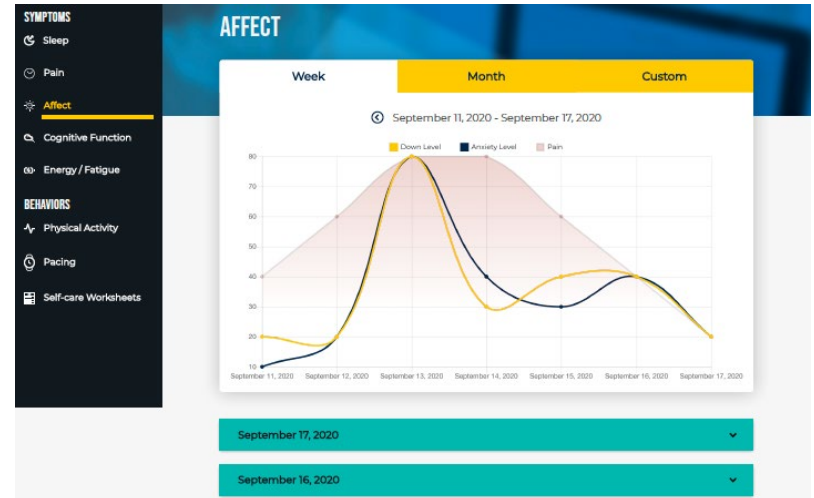 SYMPTOMS
Sleep
Pain
Affect
Cognitive Function
Energy / Fatigue
BEHAVIORS
Physical Activity
Pacing
Self-care Worksheets
AFFECT
Week Month Custom
September 11, 2020 - September 17, 2020
Down Level Anxiety Level Pain
80
70
60
50
40
30
20
10
September 11, 2020 September 12, 2020 September 13, 2020 September 14, 2020 September 15, 2020 September 16, 2020 September 17, 2020
September 17, 2020
September 16, 2020